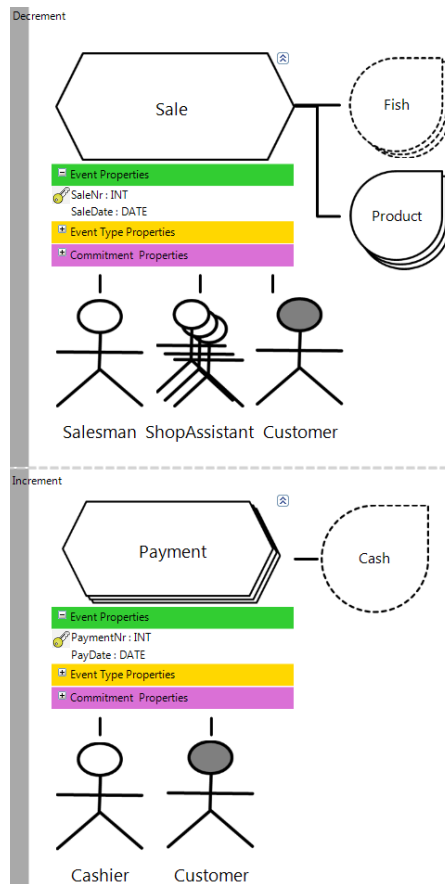 Decrement
Sale
Fish
Event Properties
SaleNr : INT
SaleDate : DATE
Product
Event Type Properties
Commitment Properties
Salesman ShopAssistant Customer
Increment
Payment
Cash
Event Properties
PaymentNr : INT
PayDate : DATE
Event Type Properties
Commitment Properties
Cashier Customer